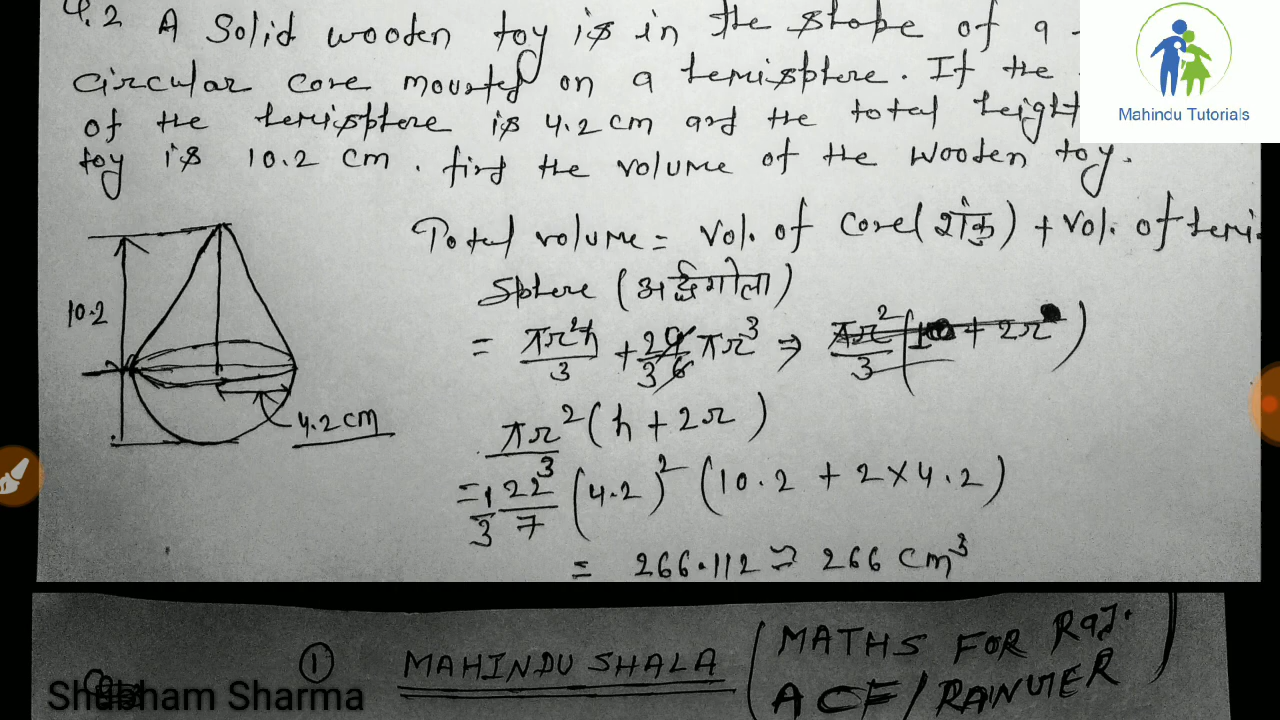 4.2 A Solid wooden toy is in the shape of a
circular cone mounted on a hemisphere. If the
of the hemisphere is 4.2 cm and the total height
toy is 10.2 cm. find the volume of the wooden toy.
Mahindu Tutorials
Total volume = Vol. of Cone (शंकु) + Vol. of hemi
Sphere (अर्द्धगोला)
= πr²h/3 + 2/3 πr³ ⇒
10.2
πr²/3 (h + 2r)
4.2 cm
= 1/3 22/7 (4.2)² (10.2 + 2×4.2)
= 266.112 ≈ 266 cm³
① MAHINDU SHALA (MATHS FOR Raj.
ACF/
Shubham Sharma